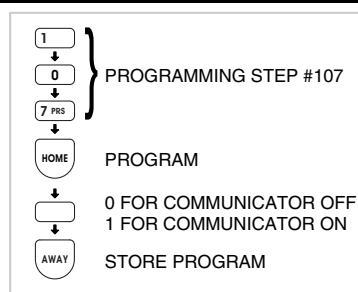 1
0
7 PRS
PROGRAMMING STEP #107
HOME
PROGRAM
0 FOR COMMUNICATOR OFF
1 FOR COMMUNICATOR ON
AWAY
STORE PROGRAM